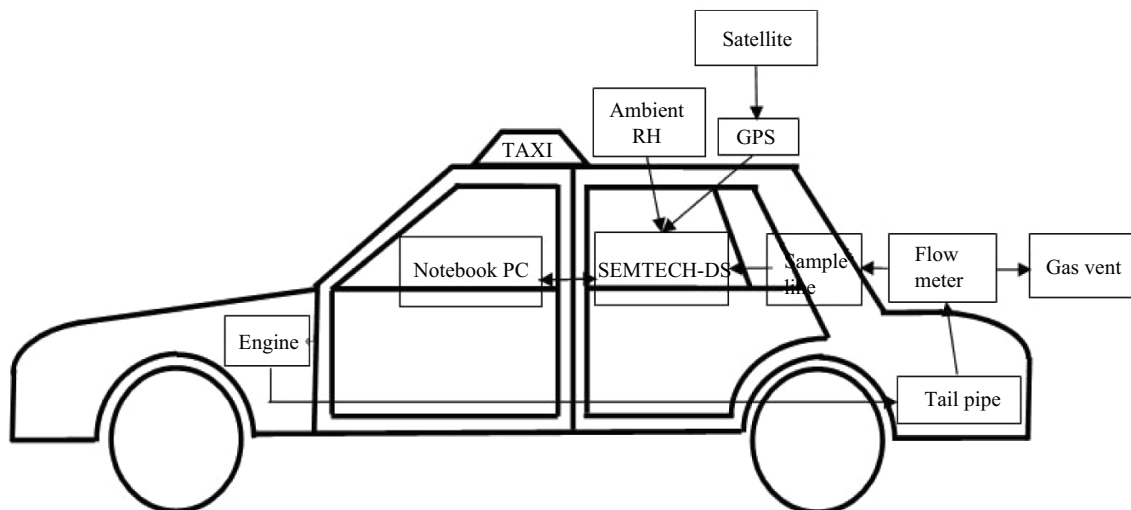 Satellite
Ambient
RH
GPS
TAXI
Notebook PC
SEMTECH-DS
Sample
line
Flow
meter
Gas vent
Engine
Tail pipe